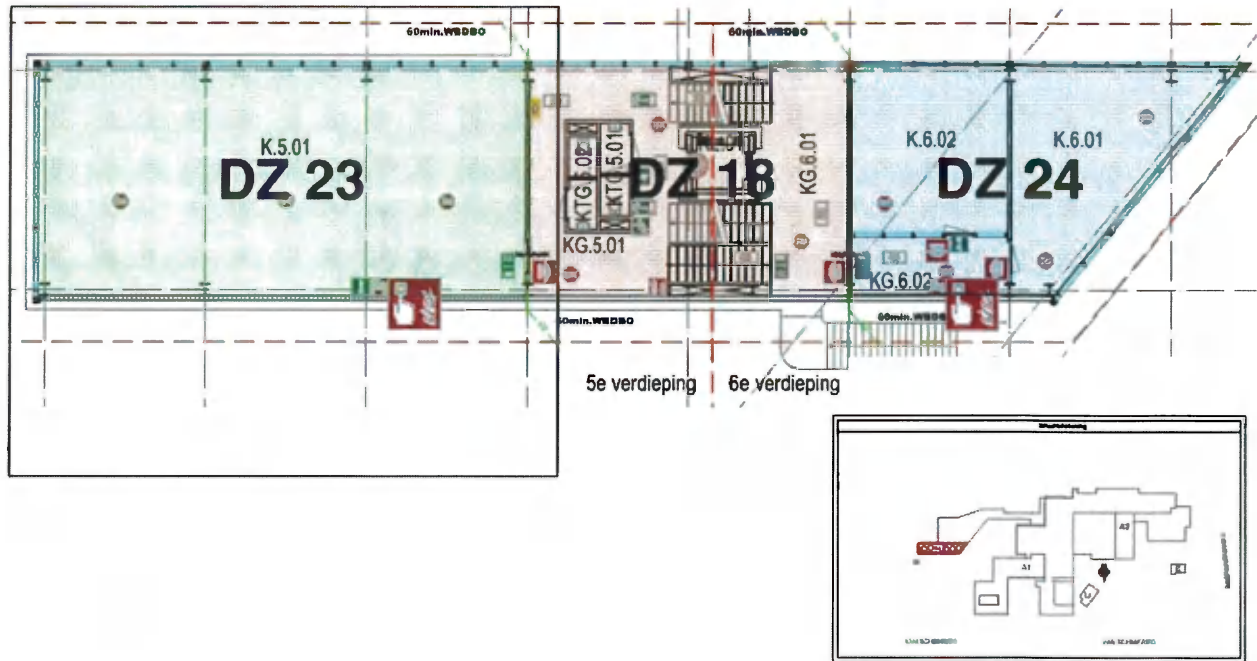 60min.WBDBO
60min.WBDBO
K.5.01
DZ 23
KTG.5.02
KTG.5.01
DZ 18
KG.6.01
K.6.02
K.6.01
DZ 24
KG.5.01
KG.6.02
60min.WBDBO
60min.WBDBO
5e verdieping
6e verdieping
A2
A1